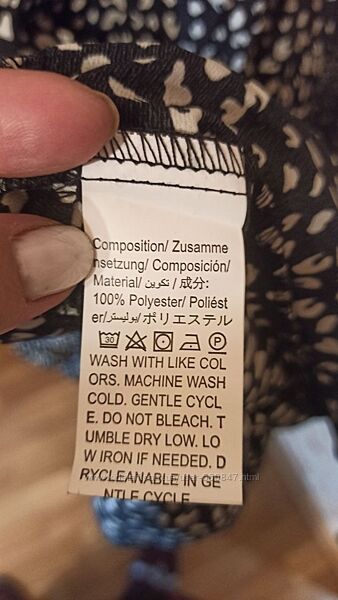 Composition/ Zusamme
nsetzung/ Composición/
Material/ تكوين / 成分:
100% Polyester/ Poliést
er/بوليستر/ポリエステル
30 P
WASH WITH LIKE COL
ORS. MACHINE WASH
COLD. GENTLE CYCL
E. DO NOT BLEACH. T
UMBLE DRY LOW. LO
W IRON IF NEEDED. D
RYCLEANABLE IN GE
NTLE CYCLE